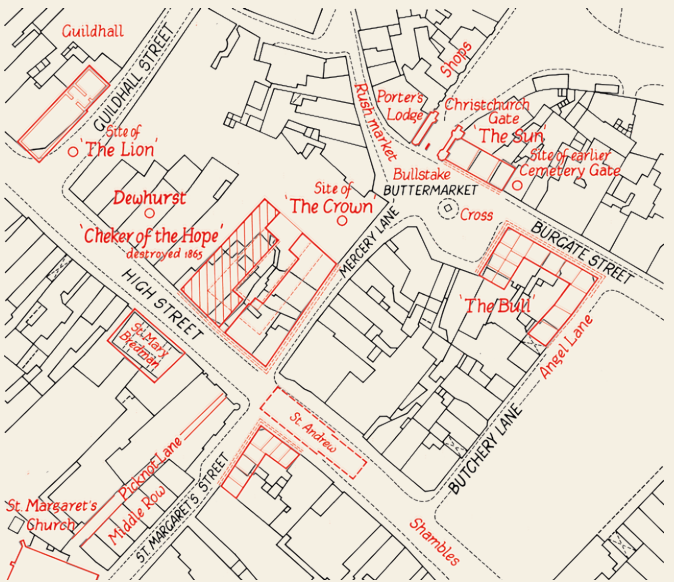 Guildhall
GUILDHALL STREET
Site of
'The Lion'
Rush market
Shops
Porter's
Lodge
Christchurch
Gate
'The Sun'
Site of earlier
Cemetery Gate
Bullstake
BUTTERMARKET
Cross
Dewhurst
Site of
'The Crown'
'Cheker of the Hope'
destroyed 1865
MERCERY LANE
BURGATE STREET
HIGH STREET
'The Bull'
Angel Lane
St. Mary
Bredman
St. Andrew
BUTCHERY LANE
Picknot Lane
Middle Row
ST. MARGARET'S STREET
St. Margaret's
Church
Shambles